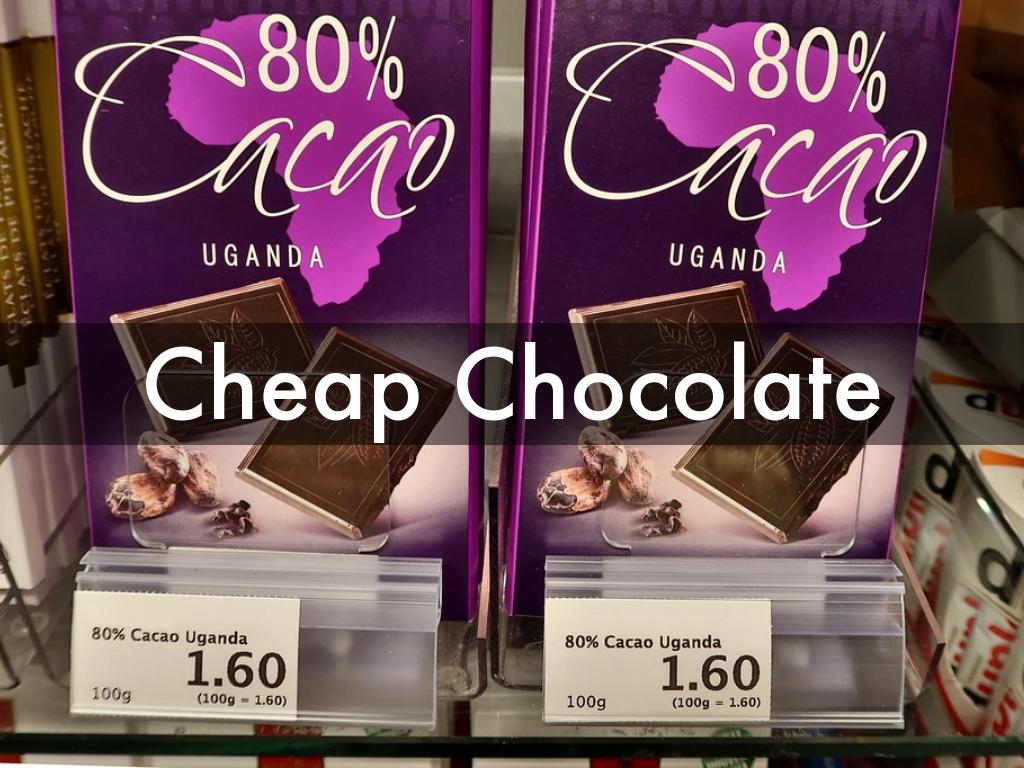 80%
Cacao
UGANDA
80%
Cacao
UGANDA
Cheap Chocolate
80% Cacao Uganda
1.60
100g
(100g = 1.60)
80% Cacao Uganda
1.60
100g
(100g = 1.60)